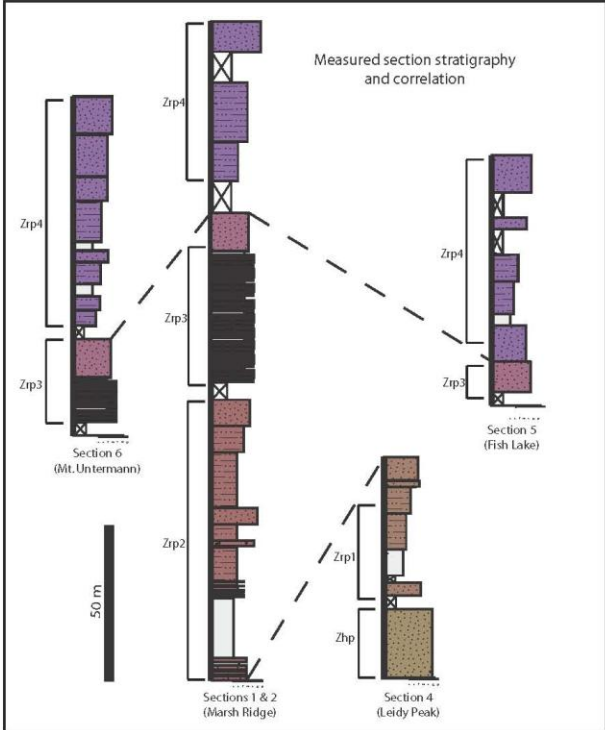 Measured section stratigraphy
and correlation
Zrp4
Zrp4
Zrp4
Zrp3
Zrp3
Zrp3
Section 6
(Mt. Untermann)
Section 5
(Fish Lake)
Zrp2
Zrp1
Zhp
50 m
Sections 1 & 2
(Marsh Ridge)
Section 4
(Leidy Peak)